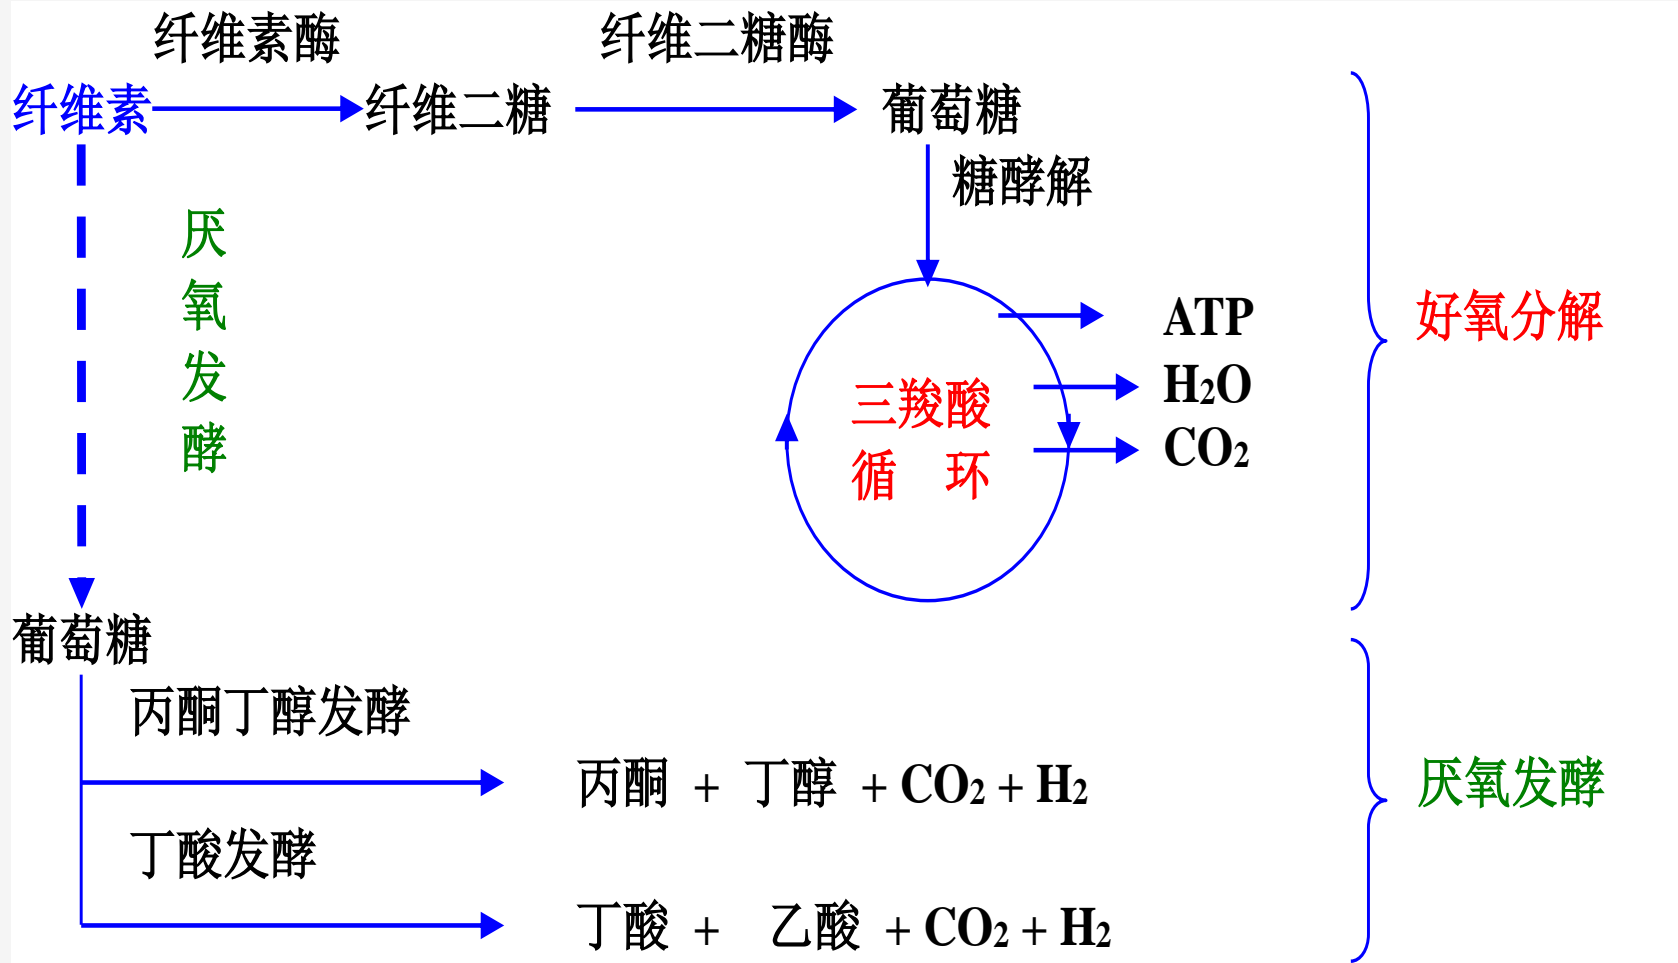 纤维素酶 纤维二糖酶
纤维素 纤维二糖 葡萄糖
糖酵解
厌氧发酵
ATP
H2O
CO2
三羧酸
循 环
好氧分解
葡萄糖
丙酮丁醇发酵
丙酮 + 丁醇 + CO2 + H2
丁酸发酵
丁酸 + 乙酸 + CO2 + H2
厌氧发酵